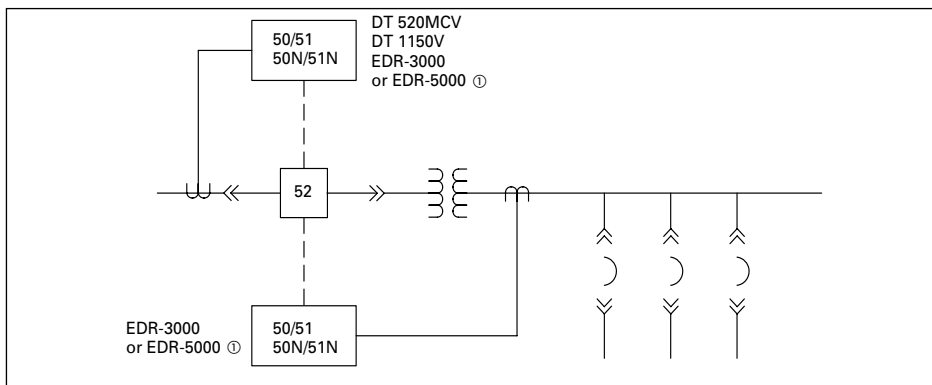 50/51
50N/51N
DT 520MCV
DT 1150V
EDR-3000
or EDR-5000 ①
52
EDR-3000
or EDR-5000 ①
50/51
50N/51N